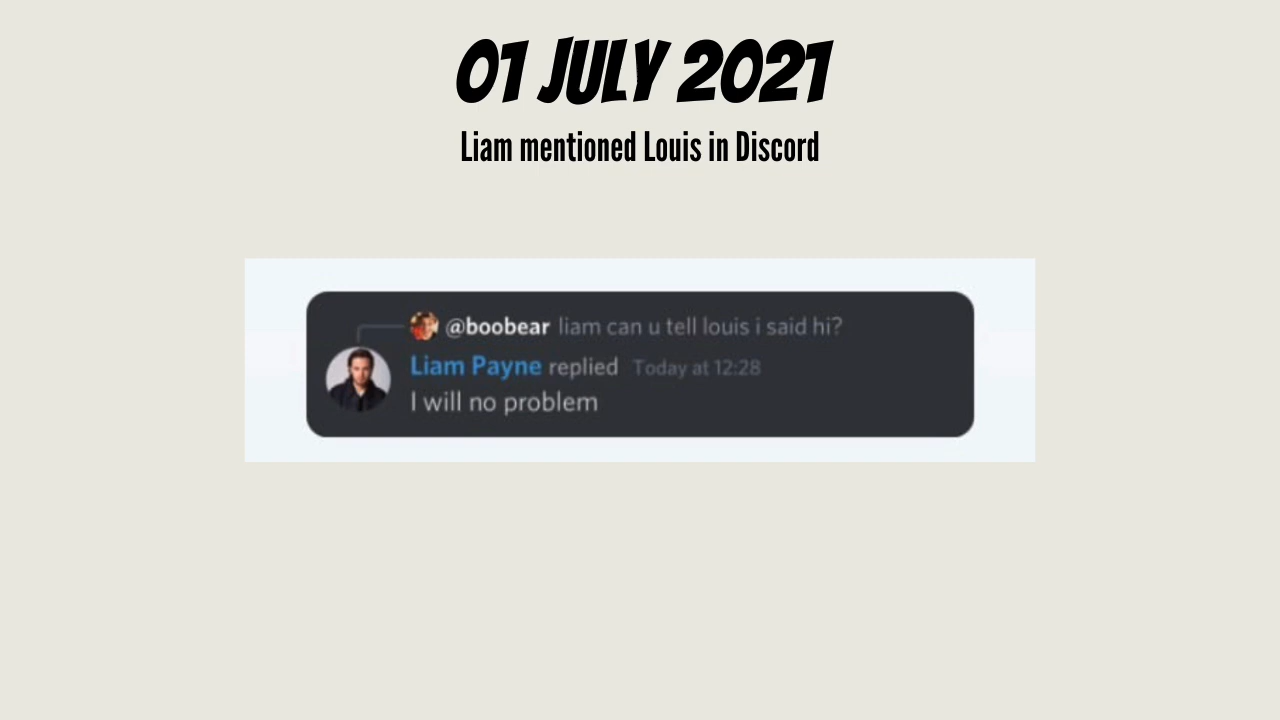 01 JULY 2021
Liam mentioned Louis in Discord
@boobear liam can u tell louis i said hi?
Liam Payne replied Today at 12:28
I will no problem